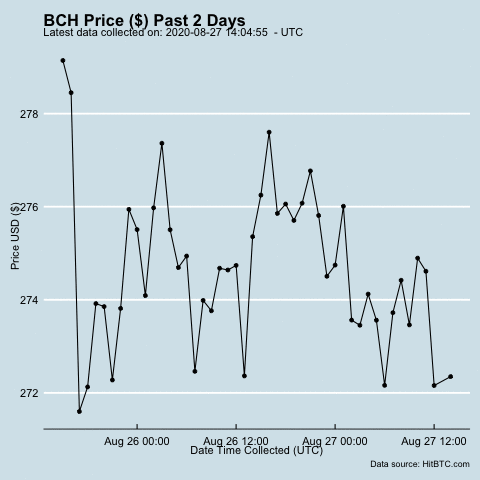 BCH Price ($) Past 2 Days
Latest data collected on: 2020-08-27 14:04:55 - UTC
278
276
274
272
Price USD ($)
Aug 26 00:00 Aug 26 12:00 Aug 27 00:00 Aug 27 12:00
Date Time Collected (UTC)
Data source: HitBTC.com